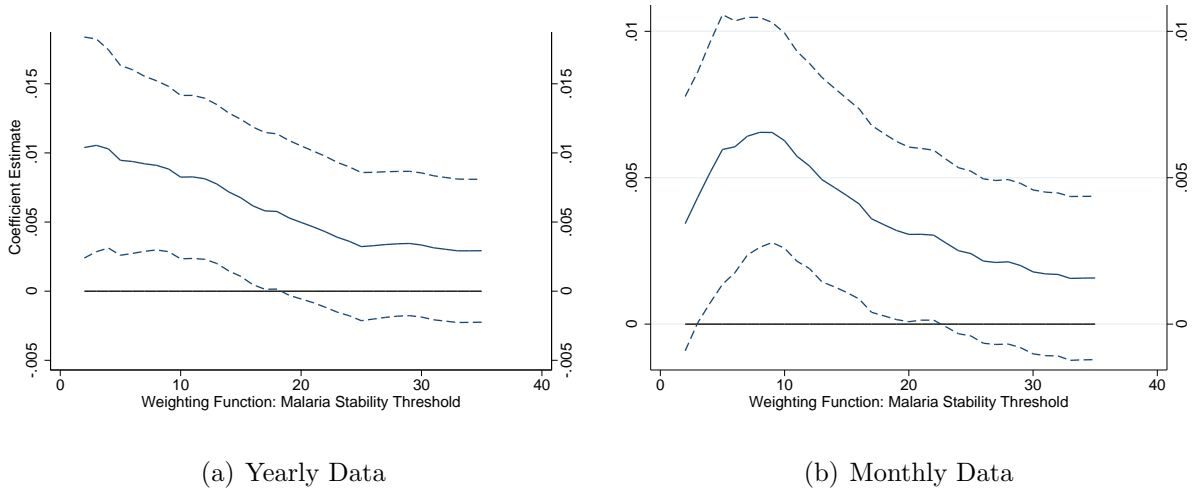 Coefficient Estimate
.015
.01
.005
0
-.005
.015
.01
.005
0
-.005
0 10 20 30 40
Weighting Function: Malaria Stability Threshold
(a) Yearly Data
.01
.005
0
.01
.005
0
0 10 20 30 40
Weighting Function: Malaria Stability Threshold
(b) Monthly Data